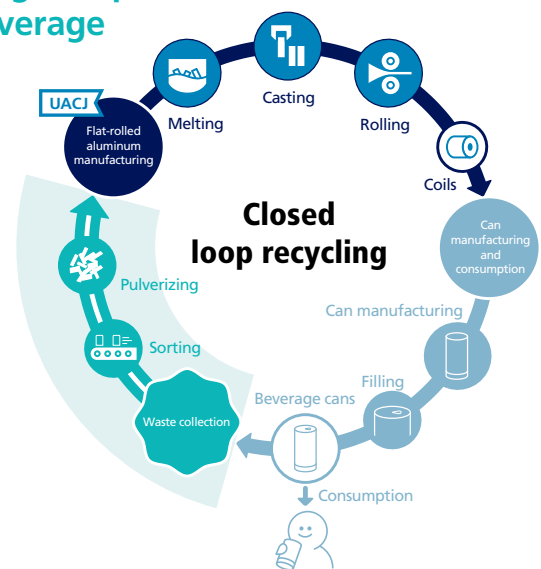 verage
UACJ
Flat-rolled
aluminum
manufacturing
Melting
Casting
Rolling
Coils
Closed
loop recycling
Can
manufacturing
and
consumption
Can manufacturing
Filling
Beverage cans
Consumption
Waste collection
Sorting
Pulverizing